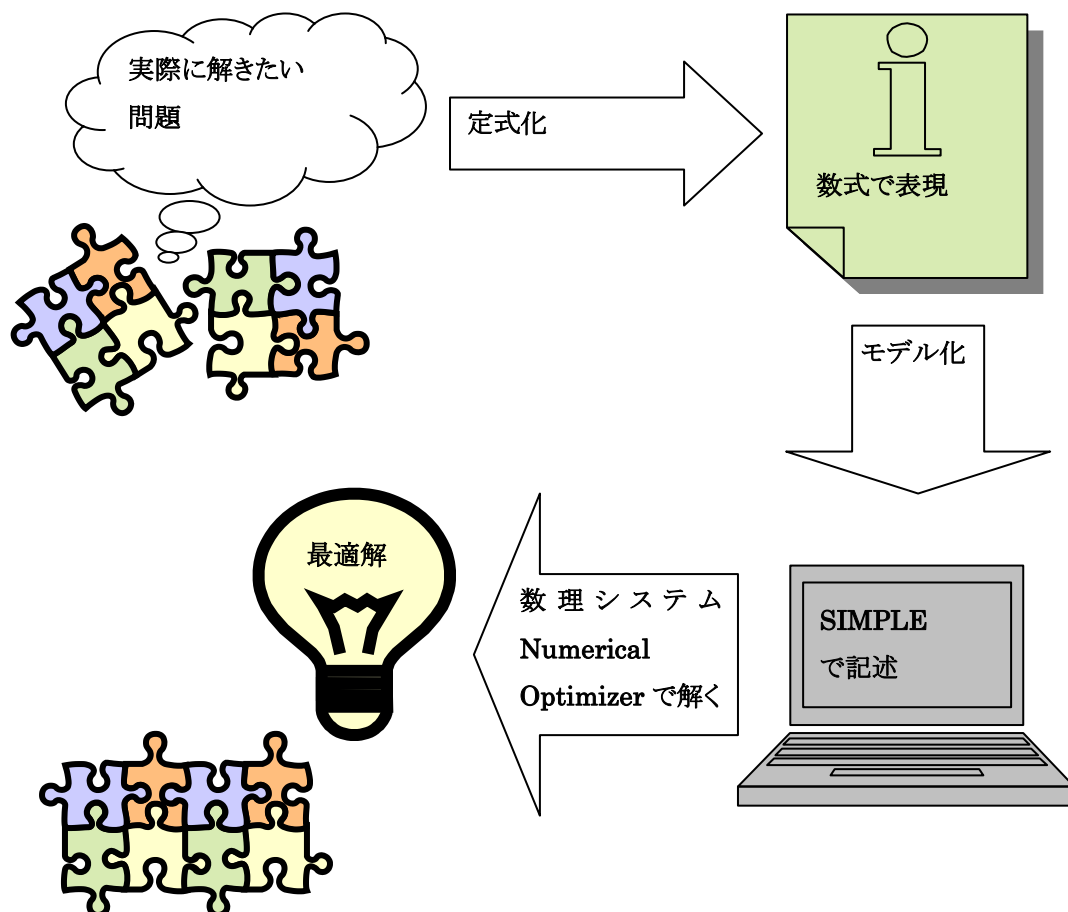 実際に解きたい
問題
定式化
数式で表現
モデル化
SIMPLE
で記述
数理システム
Numerical
Optimizer で解く
最適解